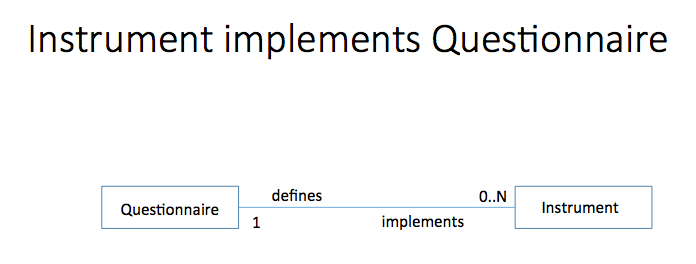 Instrument implements Questionnaire
defines
0..N
Questionnaire
Instrument
1
implements